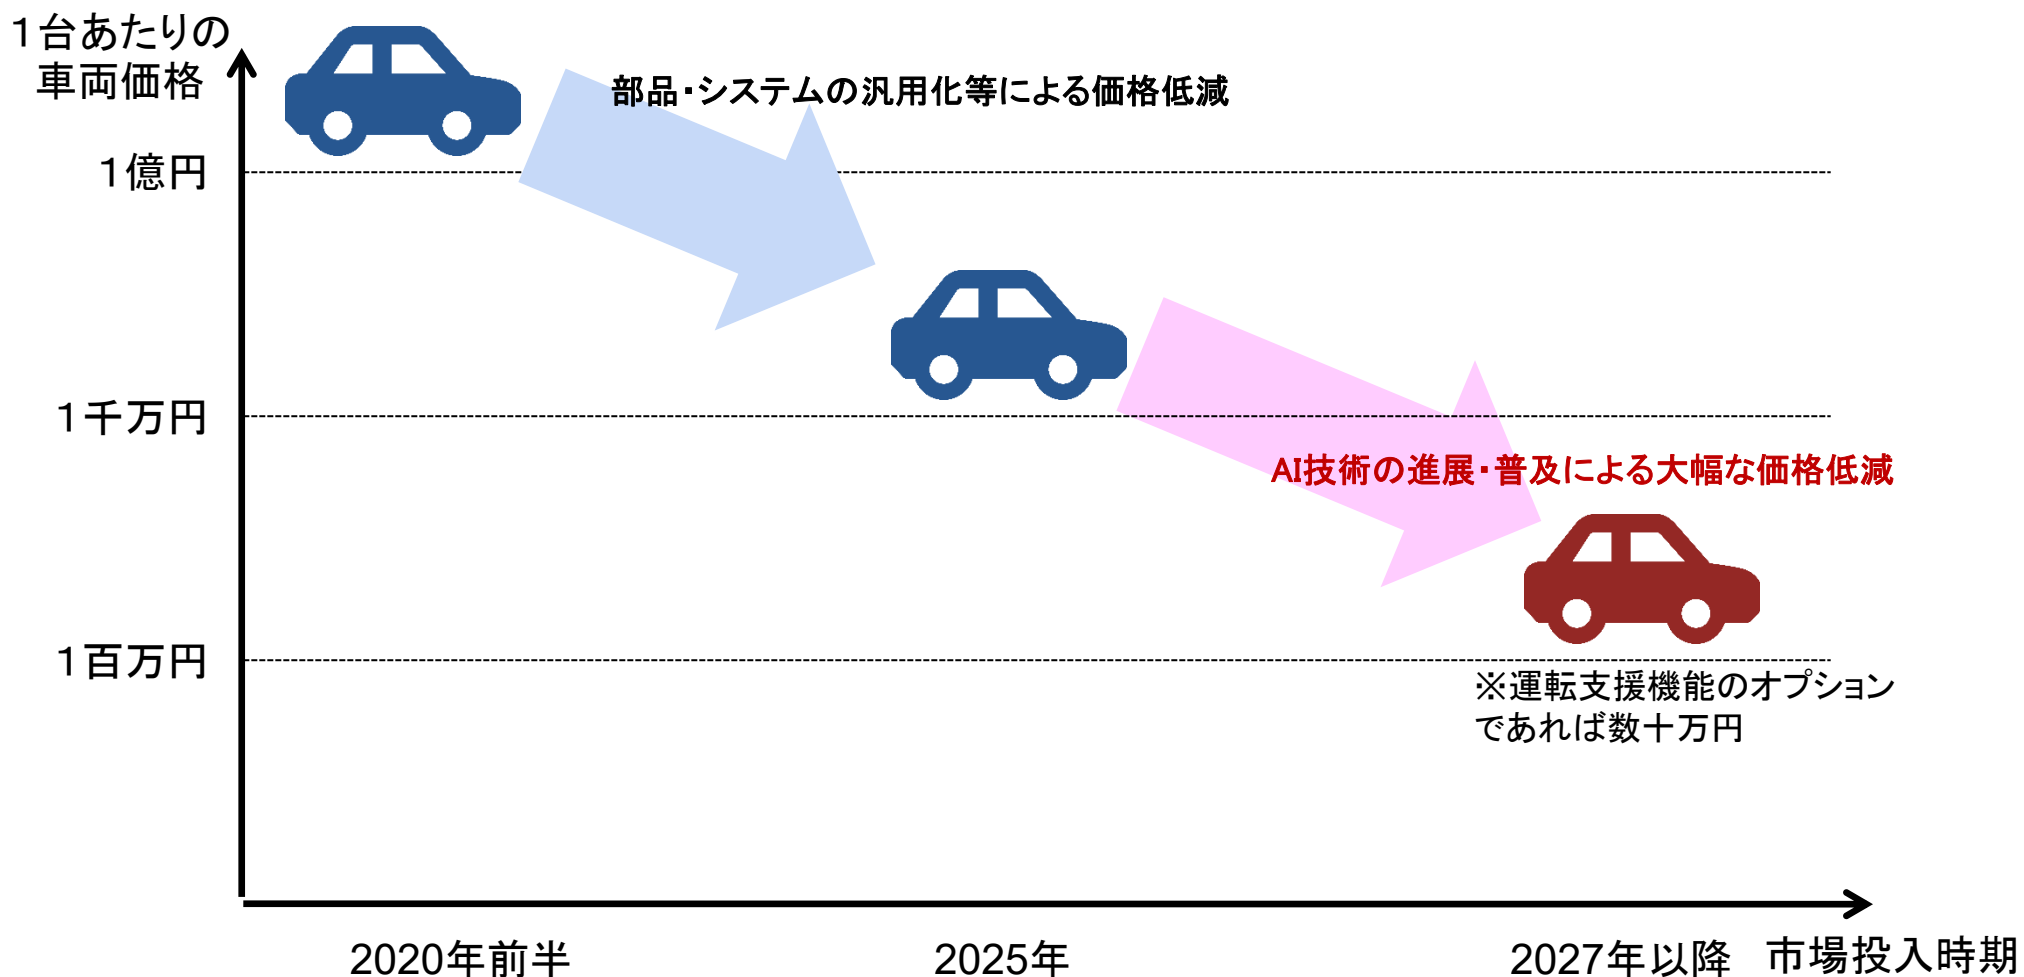 1台あたりの
車両価格
部品・システムの汎用化等による価格低減
1億円
1千万円
AI技術の進展・普及による大幅な価格低減
1百万円
※運転支援機能のオプション
であれば数十万円
2020年前半
2025年
2027年以降
市場投入時期